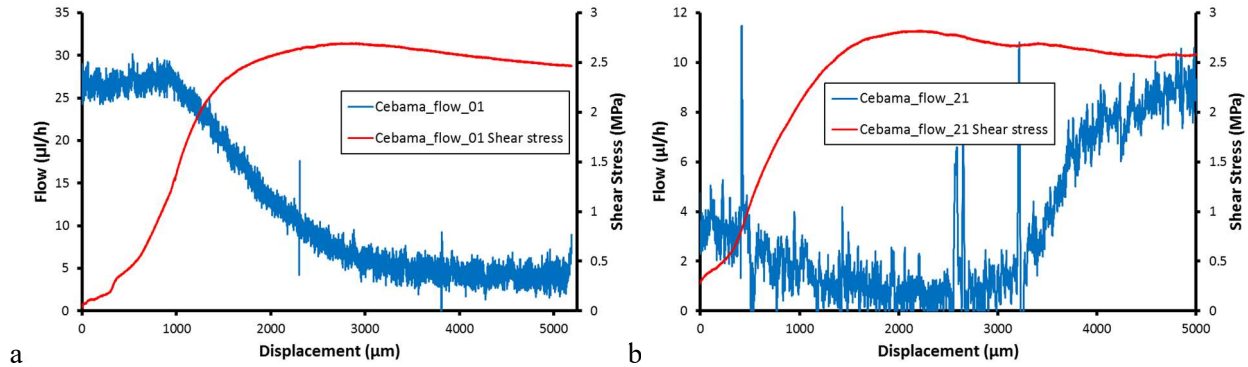 35
30
25
20
15
10
5
0
Flow (µl/h)
3
2.5
2
1.5
1
0.5
0
Shear Stress (MPa)
Cebama_flow_01
Cebama_flow_01 Shear stress
0 1000 2000 3000 4000 5000
Displacement (µm)
a
12
10
8
6
4
2
0
Flow (µl/h)
3
2.5
2
1.5
1
0.5
0
Shear Stress (MPa)
Cebama_flow_21
Cebama_flow_21 Shear stress
0 1000 2000 3000 4000 5000
Displacement (µm)
b